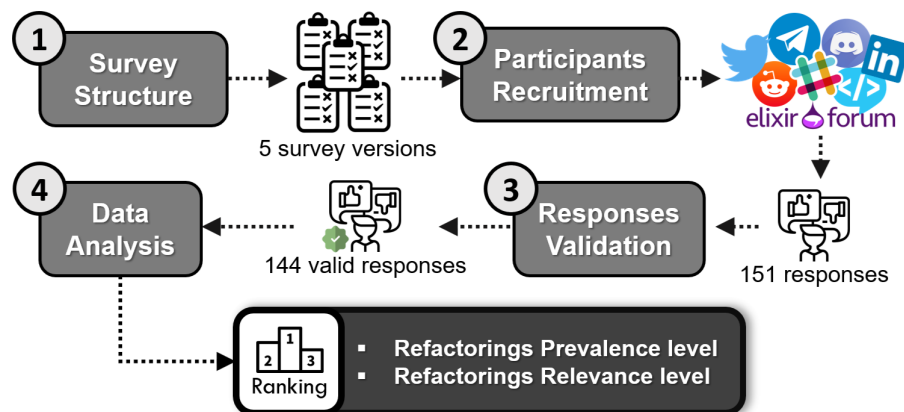 1
Survey
Structure
5 survey versions
2
Participants
Recruitment
in
</>
elixir forum
151 responses
3
Responses
Validation
144 valid responses
4
Data
Analysis
1
2
3
Ranking
▪ Refactorings Prevalence level
▪ Refactorings Relevance level